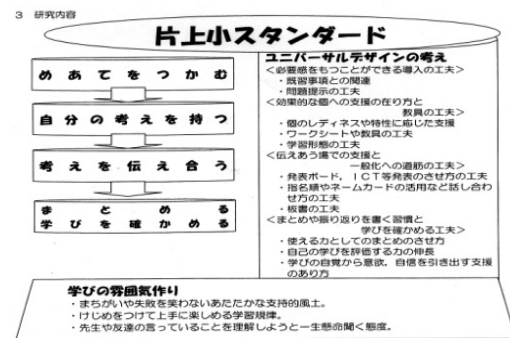 3 研究内容
片上小スタンダード
めあてをつかむ
自分の考えを持つ
考えを伝え合う
まとめる
学びを確かめる
ユニバーサルデザインの考え
<必要感をもつことができる導入の工夫>
・既習事項との関連
・問題提示の工夫
<効果的な個への支援の在り方と
教具の工夫>
・個のレディネスや特性に応じた支援
・ワークシートや教具の工夫
・学習形態の工夫
<伝えあう場での支援と
一般化への道筋の工夫>
・発表ボード,ICT等発表のさせ方の工夫
・指名順やネームカードの活用など話し合わ
せ方の工夫
・板書の工夫
<まとめや振り返りを書く習慣と
学びを確かめる工夫>
・使える力としてのまとめのさせ方
・自己の学びを評価する力の伸長
・学びの自覚から意欲,自信を引き出す支援
のあり方
学びの雰囲気作り
・まちがいや失敗を笑わないあたたかな支持的風土。
・けじめをつけて上手に楽しめる学習規律。
・先生や友達の言っていることを理解しようと一生懸命聞く態度。